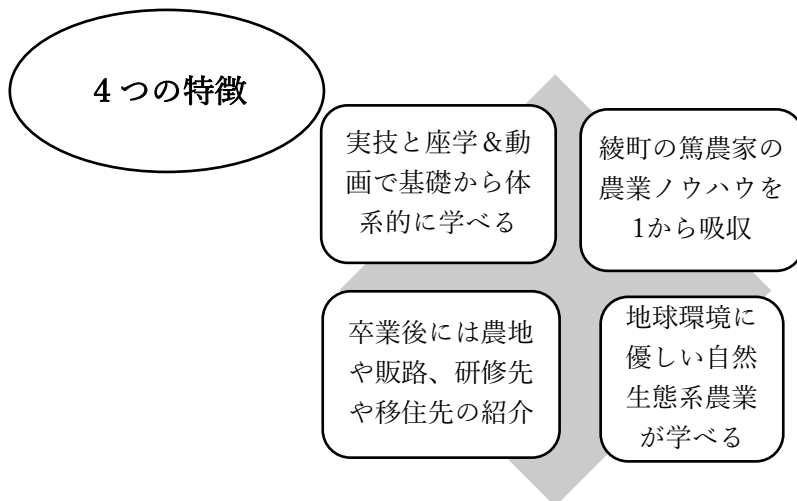 4つの特徴
実技と座学＆動
画で基礎から体
系的に学べる
綾町の篤農家の
農業ノウハウを
1から吸収
卒業後には農地
や販路、研修先
や移住先の紹介
地球環境に
優しい自然
生態系農業
が学べる